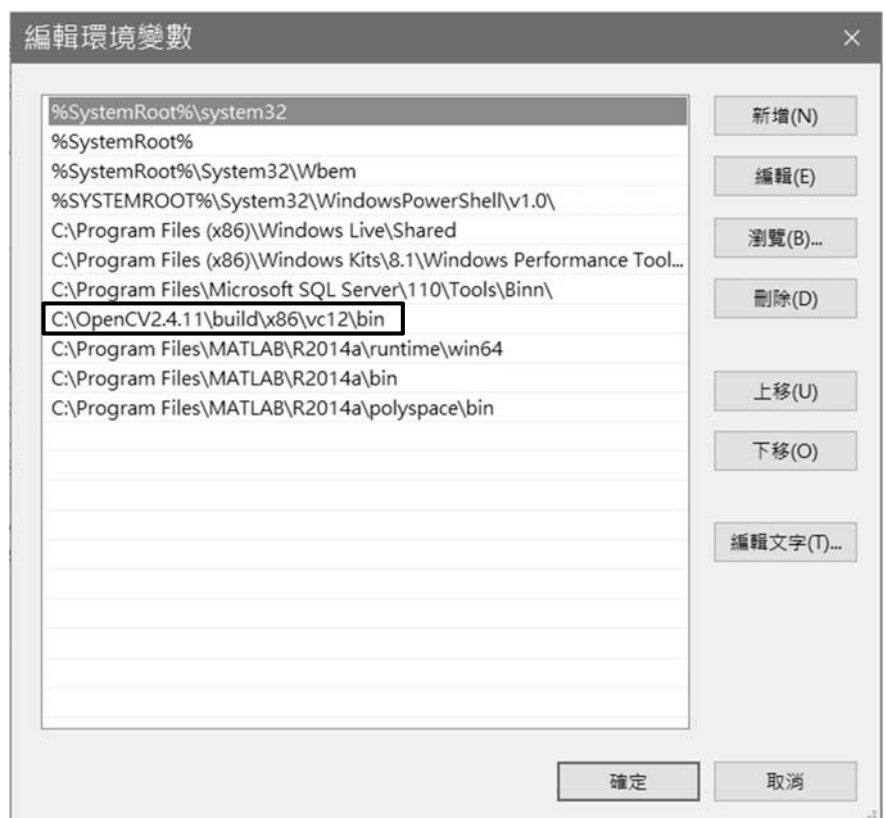 編輯環境變數
%SystemRoot%\system32
%SystemRoot%
%SystemRoot%\System32\Wbem
%SYSTEMROOT%\System32\WindowsPowerShell\v1.0\
C:\Program Files (x86)\Windows Live\Shared
C:\Program Files (x86)\Windows Kits\8.1\Windows Performance Tool...
C:\Program Files\Microsoft SQL Server\110\Tools\Binn\
C:\OpenCV2.4.11\build\x86\vc12\bin
C:\Program Files\MATLAB\R2014a\runtime\win64
C:\Program Files\MATLAB\R2014a\bin
C:\Program Files\MATLAB\R2014a\polyspace\bin
新增(N)
編輯(E)
瀏覽(B)...
刪除(D)
上移(U)
下移(O)
編輯文字(T)...
確定
取消